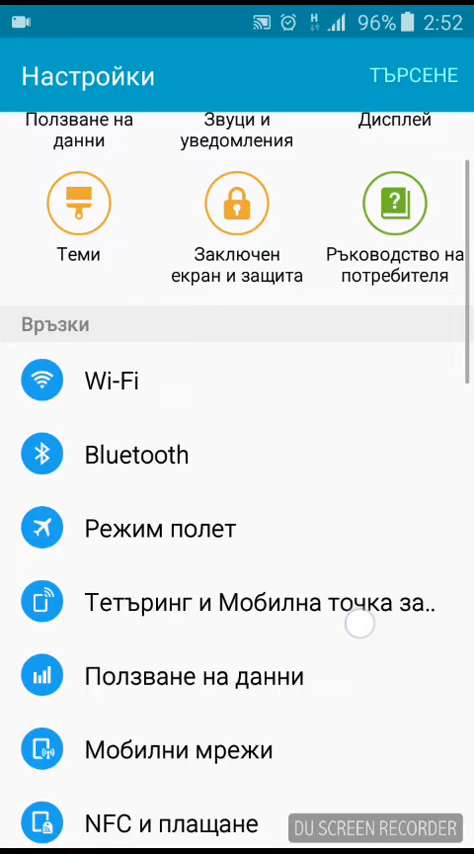 H 96% 2:52
Настройки ТЪРСЕНЕ
Ползване на данни
Звуци и уведомления
Дисплей
Теми
Заключен екран и защита
Ръководство на потребителя
Връзки
Wi-Fi
Bluetooth
Режим полет
Тетъринг и Мобилна точка за..
Ползване на данни
Мобилни мрежи
NFC и плащане
DU SCREEN RECORDER